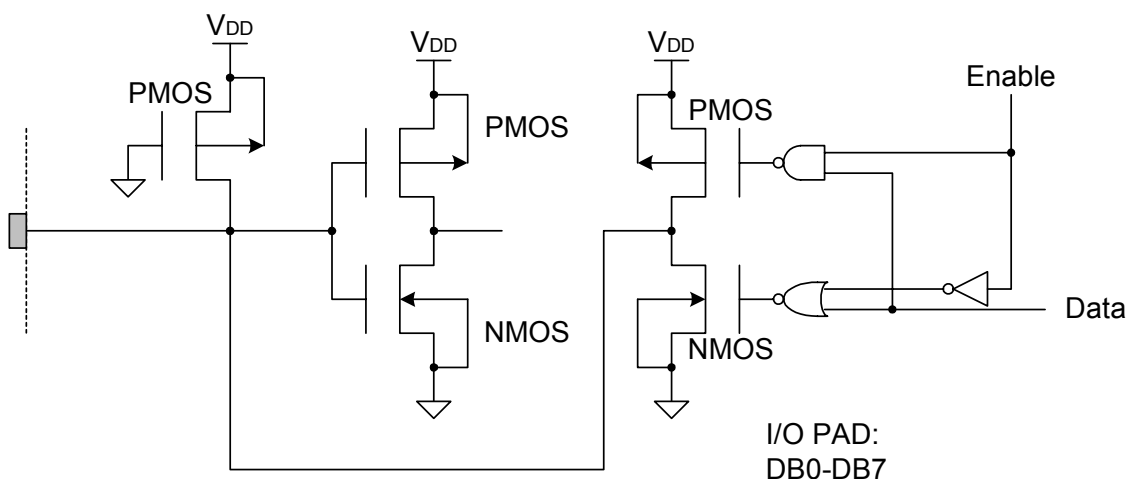 VDD
VDD
VDD
Enable
PMOS
PMOS
PMOS
Data
NMOS
NMOS
I/O PAD:
DB0-DB7